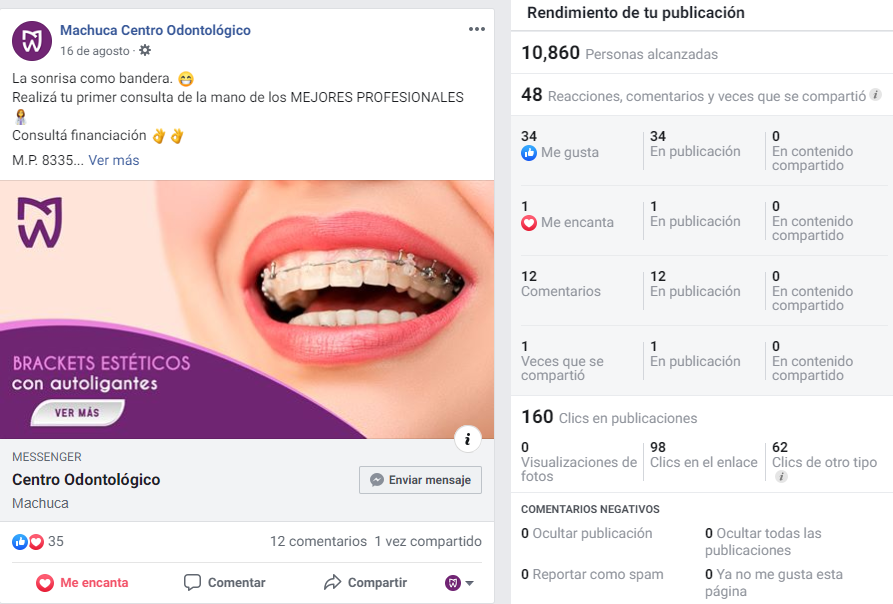 Machuca Centro Odontológico
16 de agosto ·
La sonrisa como bandera. 😁
Realizá tu primer consulta de la mano de los MEJORES PROFESIONALES
👩‍⚕️
Consultá financiación 👌 👌
M.P. 8335... Ver más
BRACKETS ESTÉTICOS
con autoligantes
VER MÁS
MESSENGER
Centro Odontológico
Machuca
Enviar mensaje
35
12 comentarios 1 vez compartido
Me encanta
Comentar
Compartir
Rendimiento de tu publicación
10,860 Personas alcanzadas
48 Reacciones, comentarios y veces que se compartió
34
Me gusta
34
En publicación
0
En contenido
compartido
1
Me encanta
1
En publicación
0
En contenido
compartido
12
Comentarios
12
En publicación
0
En contenido
compartido
1
Veces que se
compartió
1
En publicación
0
En contenido
compartido
160 Clics en publicaciones
0
Visualizaciones de
fotos
98
Clics en el enlace
62
Clics de otro tipo
COMENTARIOS NEGATIVOS
0 Ocultar publicación
0 Ocultar todas las
publicaciones
0 Reportar como spam
0 Ya no me gusta esta
página